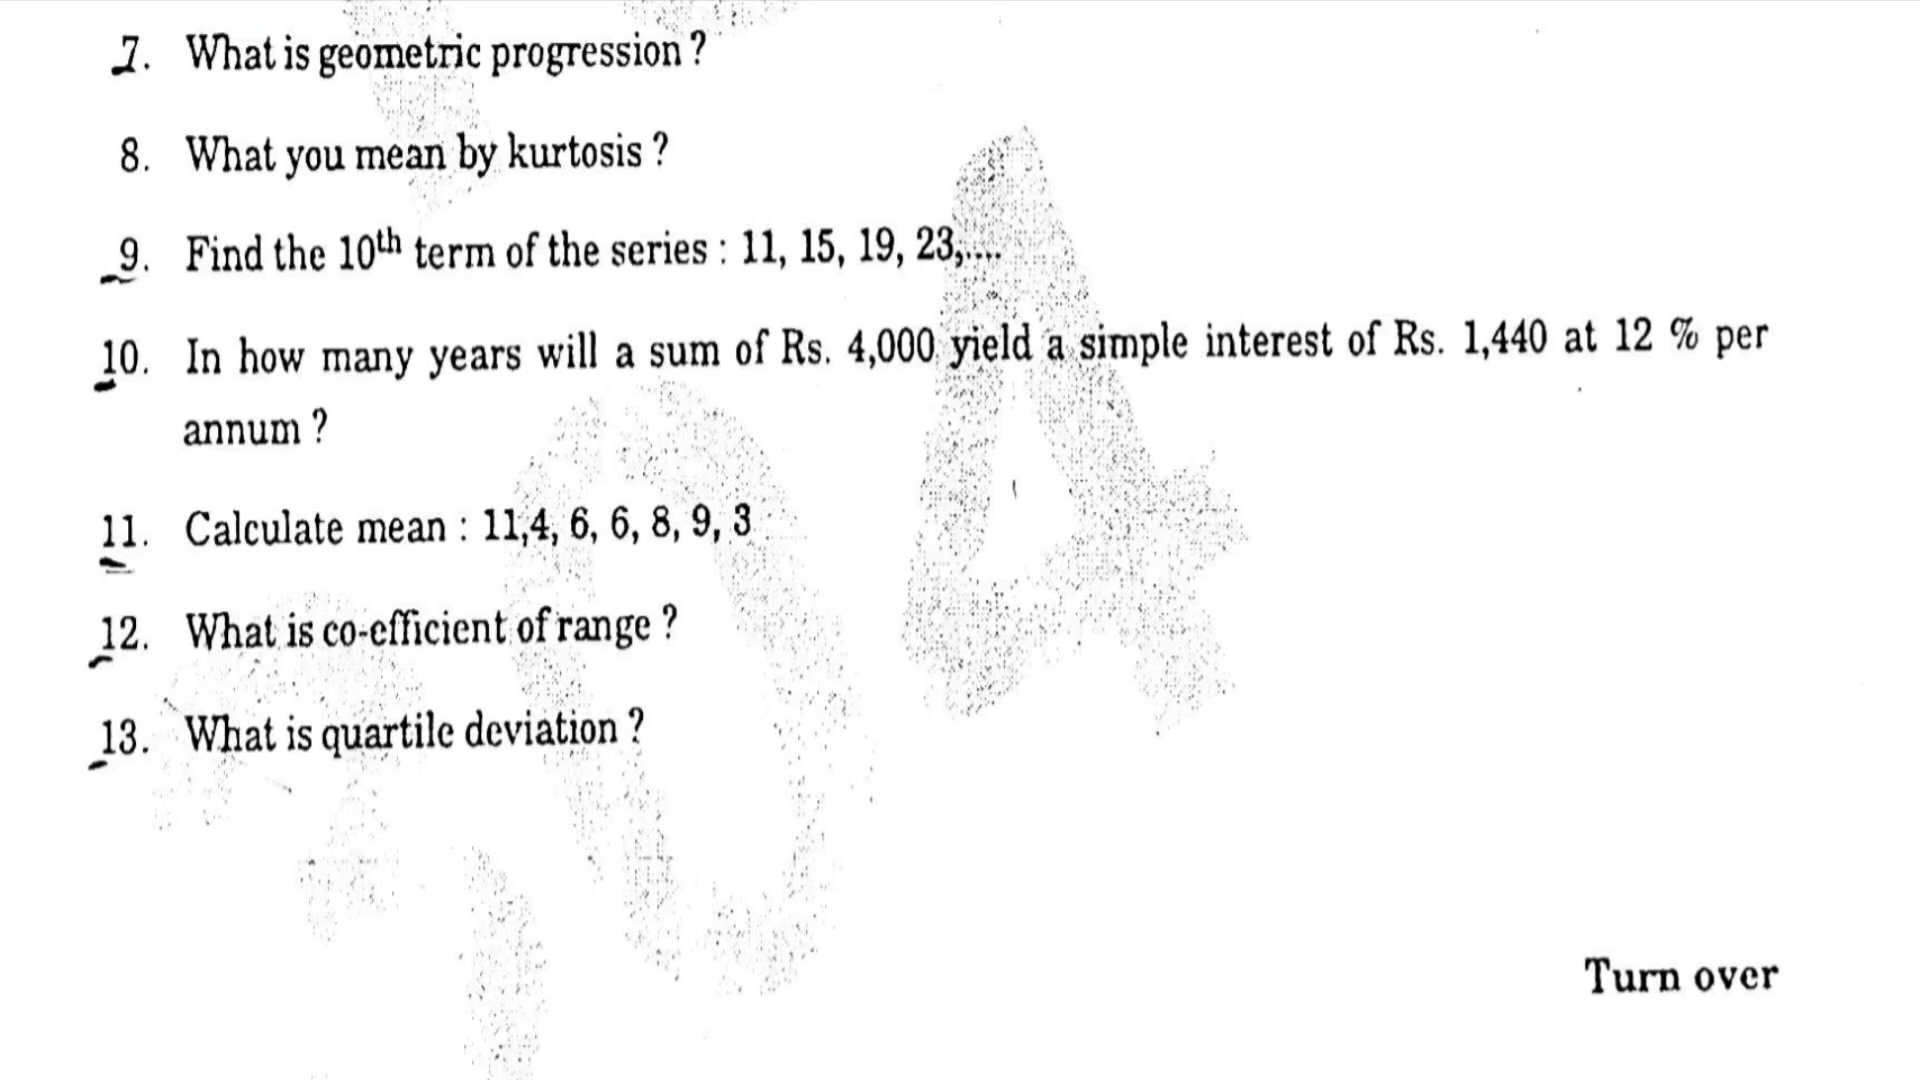 7. What is geometric progression ?
8. What you mean by kurtosis ?
9. Find the 10th term of the series : 11, 15, 19, 23,....
10. In how many years will a sum of Rs. 4,000 yield a simple interest of Rs. 1,440 at 12 % per
annum ?
11. Calculate mean : 11,4, 6, 6, 8, 9, 3
12. What is co-efficient of range ?
13. What is quartile deviation ?
Turn over